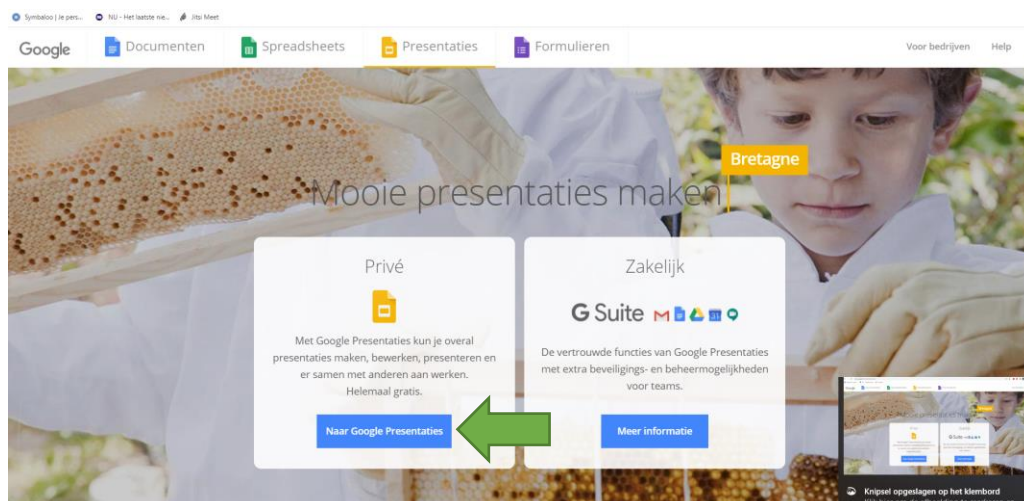 Symbaloo | Je pers...
NU - Het laatste nie...
Jitsi Meet
Google
Documenten
Spreadsheets
Presentaties
Formulieren
Voor bedrijven
Help
Bretagne
Mooie presentaties maken
Privé
Met Google Presentaties kun je overal
presentaties maken, bewerken, presenteren en
er samen met anderen aan werken.
Helemaal gratis.
Naar Google Presentaties
Zakelijk
G Suite
De vertrouwde functies van Google Presentaties
met extra beveiligings- en beheermogelijkheden
voor teams.
Meer informatie
Knipsel opgeslagen op het klembord